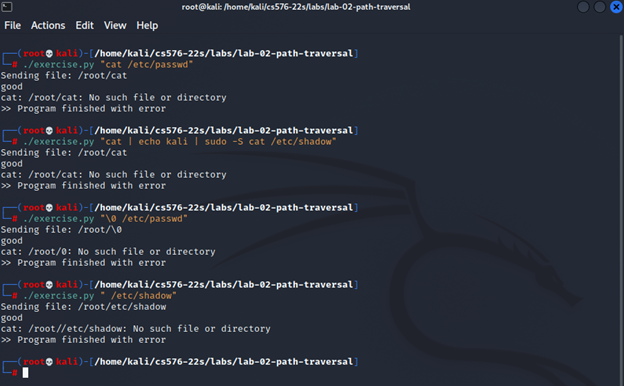 root@kali: /home/kali/cs576-22s/labs/lab-02-path-traversal
File Actions Edit View Help
┌──(root💀kali)-[/home/kali/cs576-22s/labs/lab-02-path-traversal]
└─# ./exercise.py "cat /etc/passwd"
Sending file: /root/cat
good
cat: /root/cat: No such file or directory
>> Program finished with error
┌──(root💀kali)-[/home/kali/cs576-22s/labs/lab-02-path-traversal]
└─# ./exercise.py "cat | echo kali | sudo -S cat /etc/shadow"
Sending file: /root/cat
good
cat: /root/cat: No such file or directory
>> Program finished with error
┌──(root💀kali)-[/home/kali/cs576-22s/labs/lab-02-path-traversal]
└─# ./exercise.py "\0 /etc/passwd"
Sending file: /root/\0
good
cat: /root/0: No such file or directory
>> Program finished with error
┌──(root💀kali)-[/home/kali/cs576-22s/labs/lab-02-path-traversal]
└─# ./exercise.py " /etc/shadow"
Sending file: /root/etc/shadow
good
cat: /root//etc/shadow: No such file or directory
>> Program finished with error
┌──(root💀kali)-[/home/kali/cs576-22s/labs/lab-02-path-traversal]
└─#